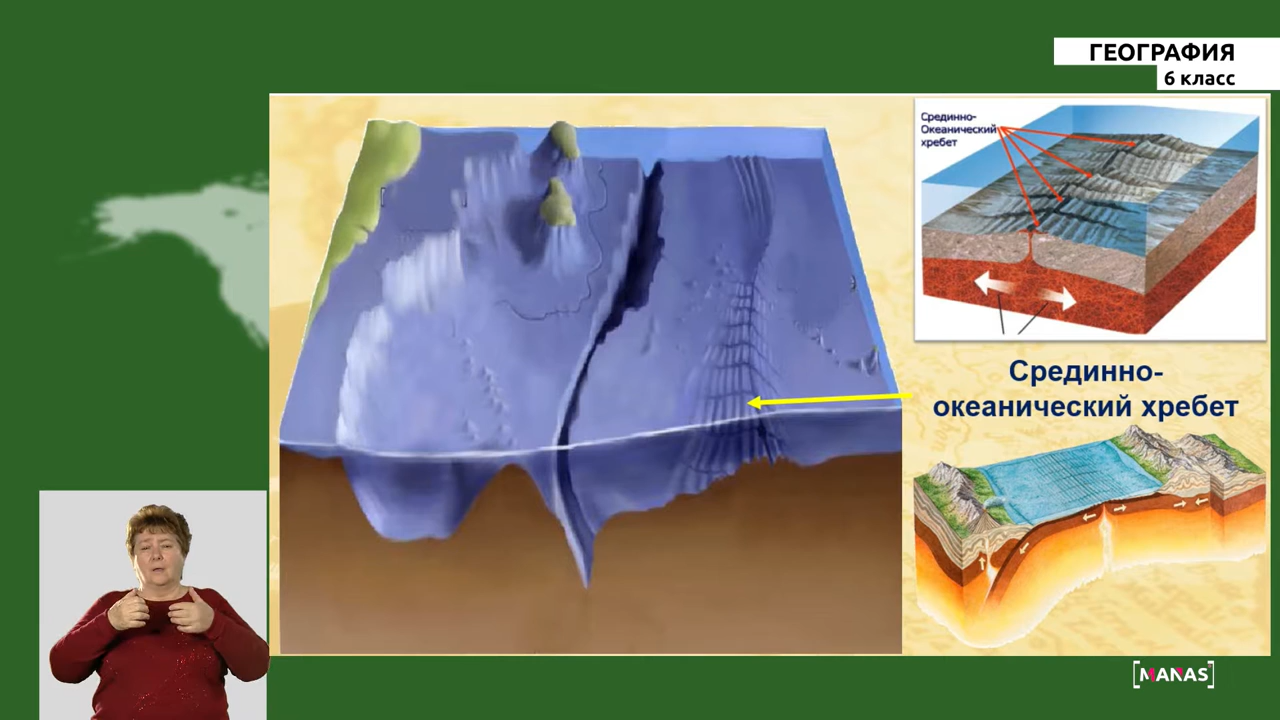 ГЕОГРАФИЯ
6 класс
Срединно-
Океанический
хребет
Срединно-
океанический хребет
[MANAS]